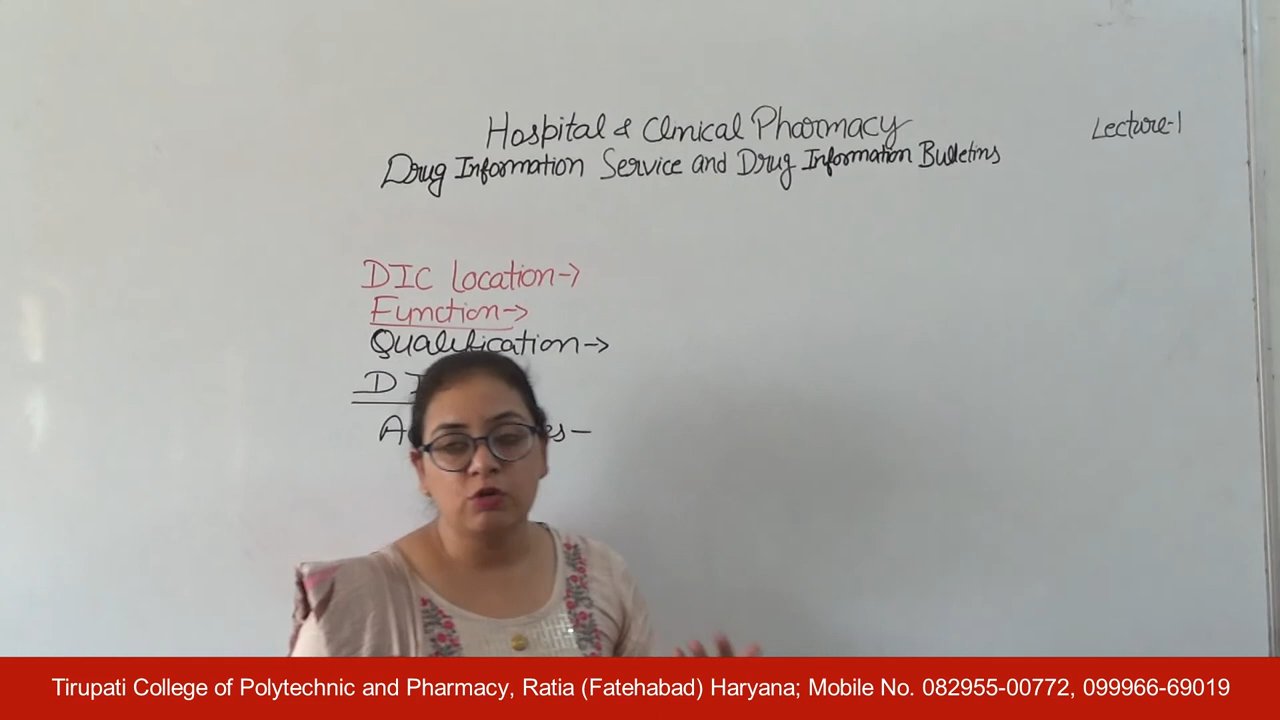 Hospital & Clinical Pharmacy
Lecture-1
Drug Information Service and Drug Information Bulletins
DIC location→
Function→
Qualification→
Tirupati College of Polytechnic and Pharmacy, Ratia (Fatehabad) Haryana; Mobile No. 082955-00772, 099966-69019